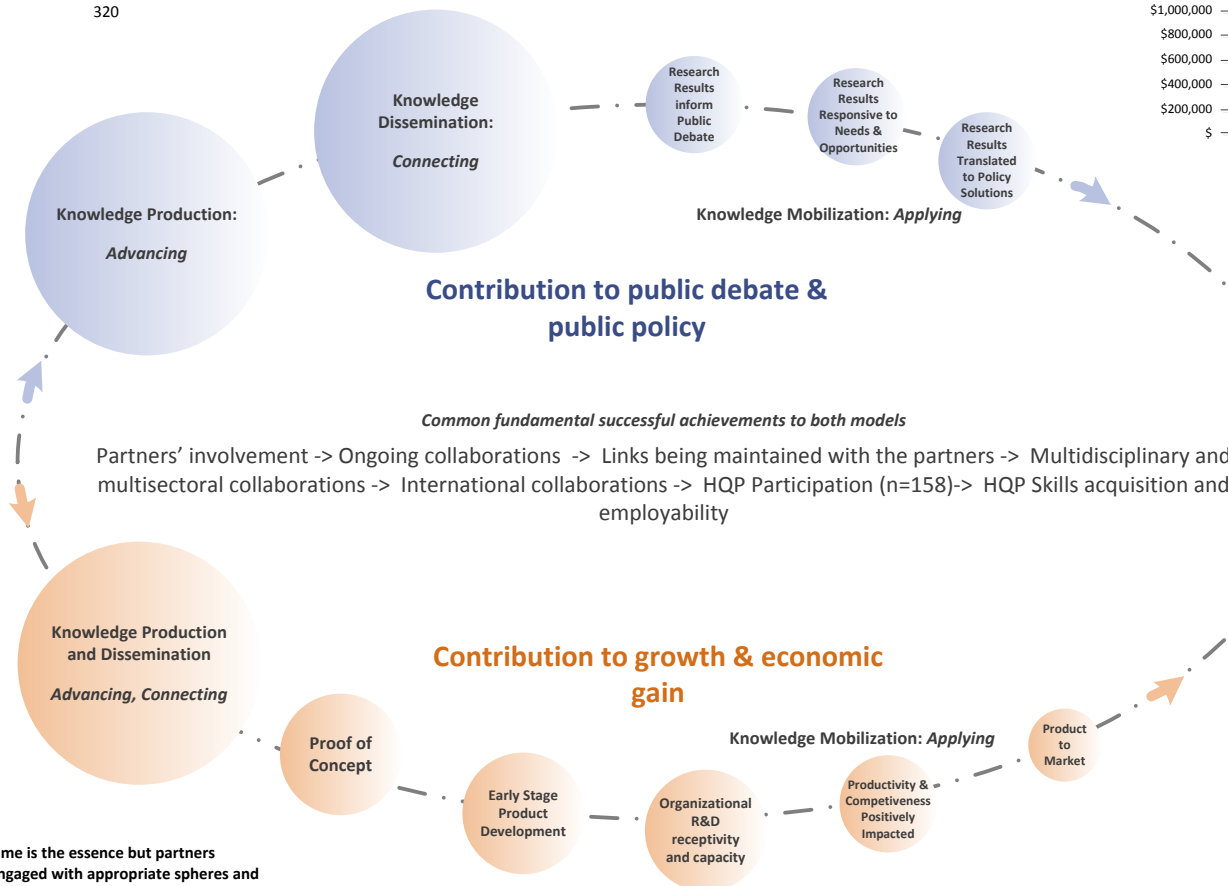 320
$1,000,000
$800,000
$600,000
$400,000
$200,000
$
Knowledge
Dissemination:
Connecting
Research
Results
inform
Public
Debate
Research
Results
Responsive to
Needs &
Opportunities
Research
Results
Translated
to Policy
Solutions
Knowledge Production:
Advancing
Knowledge Mobilization: Applying
Contribution to public debate &
public policy
Common fundamental successful achievements to both models
Partners' involvement -> Ongoing collaborations -> Links being maintained with the partners -> Multidisciplinary and
multisectoral collaborations -> International collaborations -> HQP Participation (n=158)-> HQP Skills acquisition and
employability
Knowledge Production
and Dissemination
Advancing, Connecting
Contribution to growth & economic
gain
Knowledge Mobilization: Applying
Proof of
Concept
Early Stage
Product
Development
Organizational
R&D
receptivity
and capacity
Productivity &
Competiveness
Positively
Impacted
Product
to
Market
me is the essence but partners
ngaged with appropriate spheres and